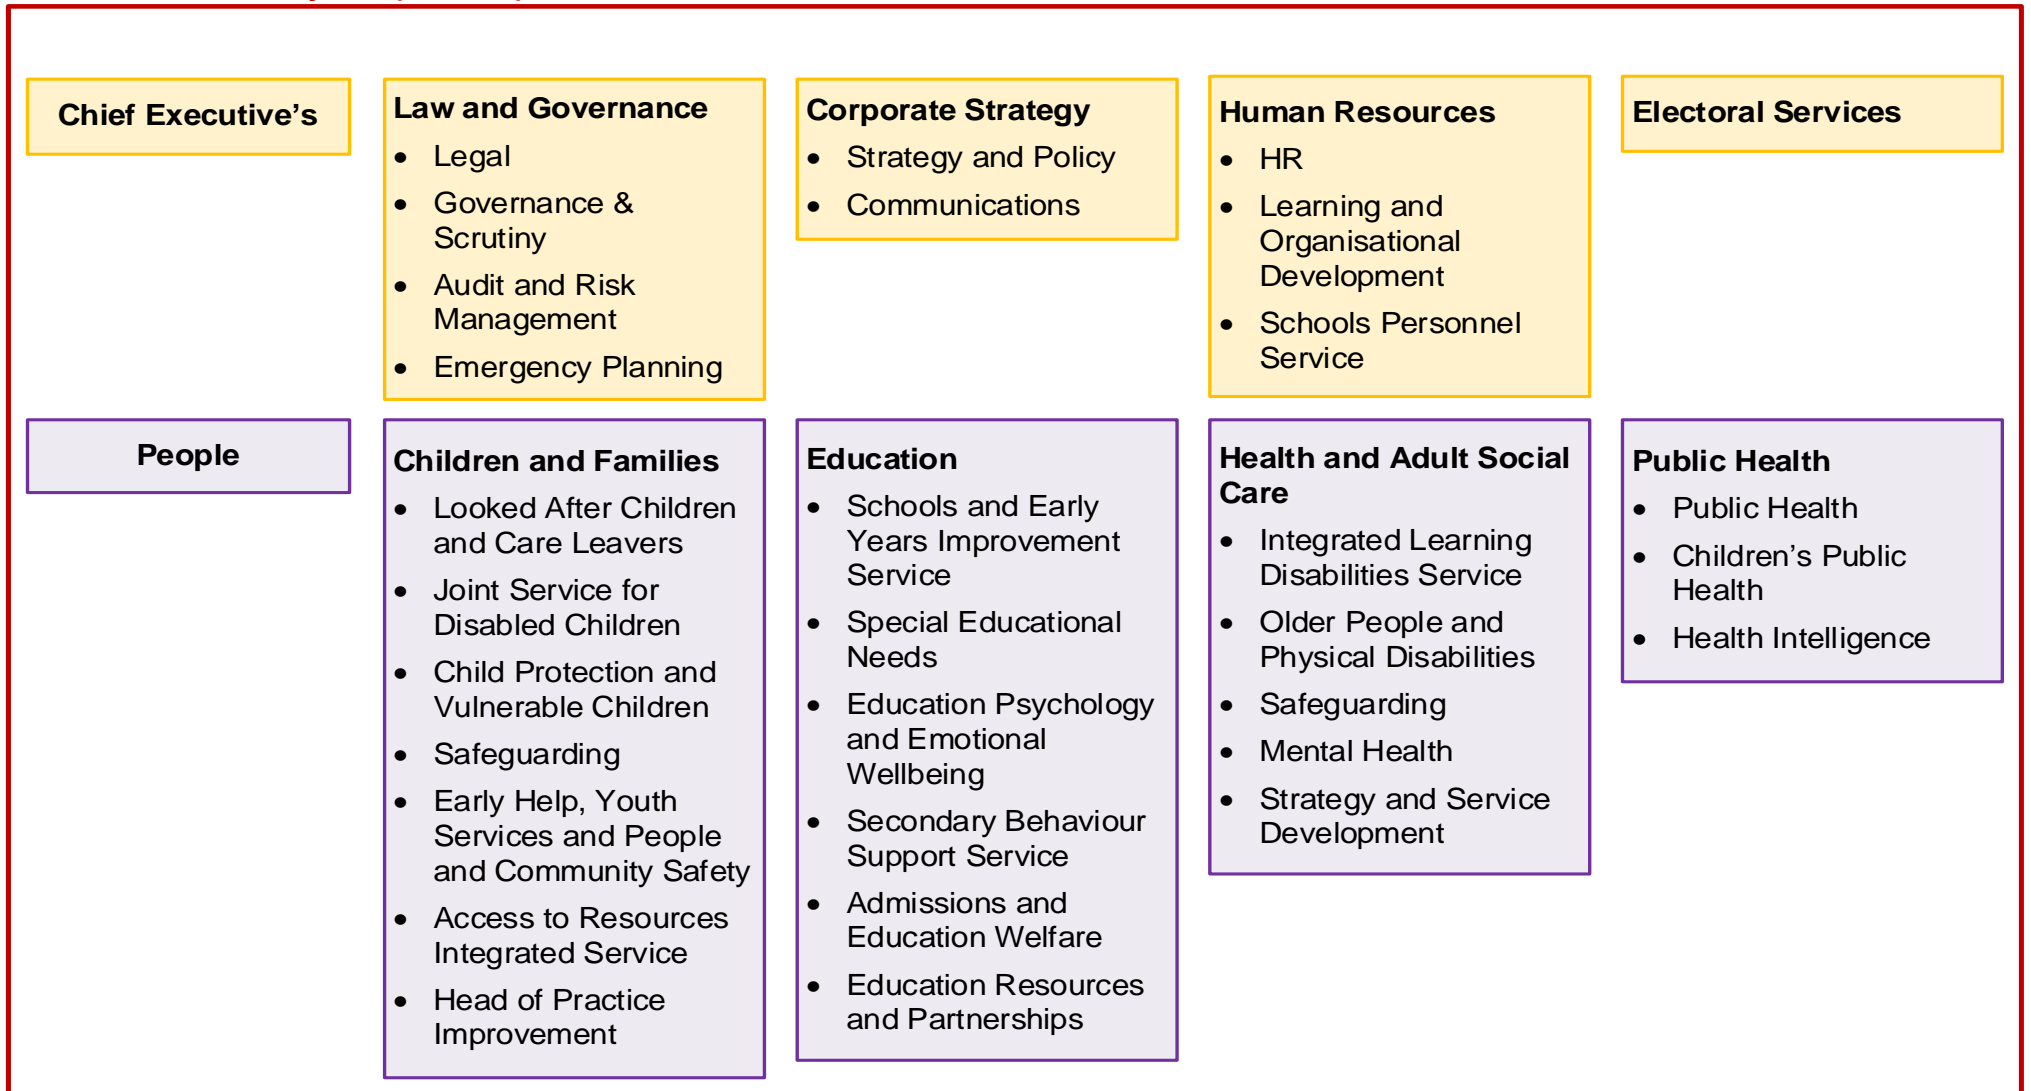 Chief Executive’s
Law and Governance
• Legal
• Governance &
Scrutiny
• Audit and Risk
Management
• Emergency Planning
Corporate Strategy
• Strategy and Policy
• Communications
Human Resources
• HR
• Learning and
Organisational
Development
• Schools Personnel
Service
Electoral Services
People
Children and Families
• Looked After Children
and Care Leavers
• Joint Service for
Disabled Children
• Child Protection and
Vulnerable Children
• Safeguarding
• Early Help, Youth
Services and People
and Community Safety
• Access to Resources
Integrated Service
• Head of Practice
Improvement
Education
• Schools and Early
Years Improvement
Service
• Special Educational
Needs
• Education Psychology
and Emotional
Wellbeing
• Secondary Behaviour
Support Service
• Admissions and
Education Welfare
• Education Resources
and Partnerships
Health and Adult Social
Care
• Integrated Learning
Disabilities Service
• Older People and
Physical Disabilities
• Safeguarding
• Mental Health
• Strategy and Service
Development
Public Health
• Public Health
• Children’s Public
Health
• Health Intelligence